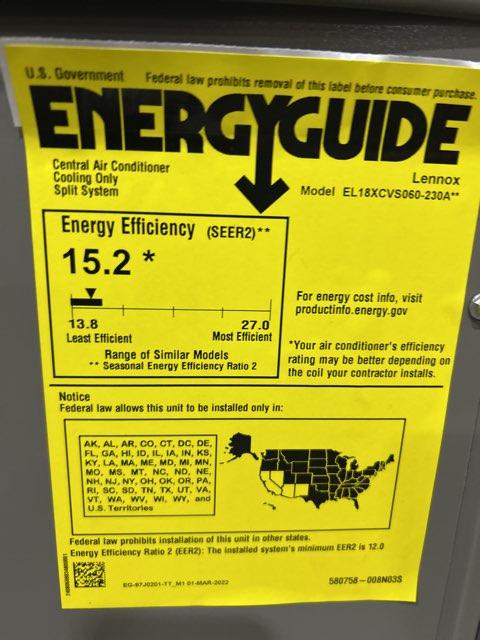 U.S. Government Federal law prohibits removal of this label before consumer purchase.
ENERGYGUIDE
Central Air Conditioner
Cooling Only
Split System
Lennox
Model EL18XCVS060-230A**
Energy Efficiency (SEER2)**
15.2 *
13.8 27.0
Least Efficient Most Efficient
Range of Similar Models
** Seasonal Energy Efficiency Ratio 2
For energy cost info, visit
productinfo.energy.gov
*Your air conditioner's efficiency
rating may be better depending on
the coil your contractor installs.
Notice
Federal law allows this unit to be installed only in:
AK, AL, AR, CO, CT, DC, DE,
FL, GA, HI, ID, IL, IA, IN, KS,
KY, LA, MA, ME, MD, MI, MN,
MO, MS, MT, NC, ND, NE,
NH, NJ, NY, OH, OK, OR, PA,
RI, SC, SD, TN, TX, UT, VA,
VT, WA, WV, WI, WY, and
U.S. Territories
Federal law prohibits installation of this unit in other states.
Energy Efficiency Ratio 2 (EER2): The installed system's minimum EER2 is 12.0
EG-97J0201-TT_M1 01-MAR-2022
580758-008N03S